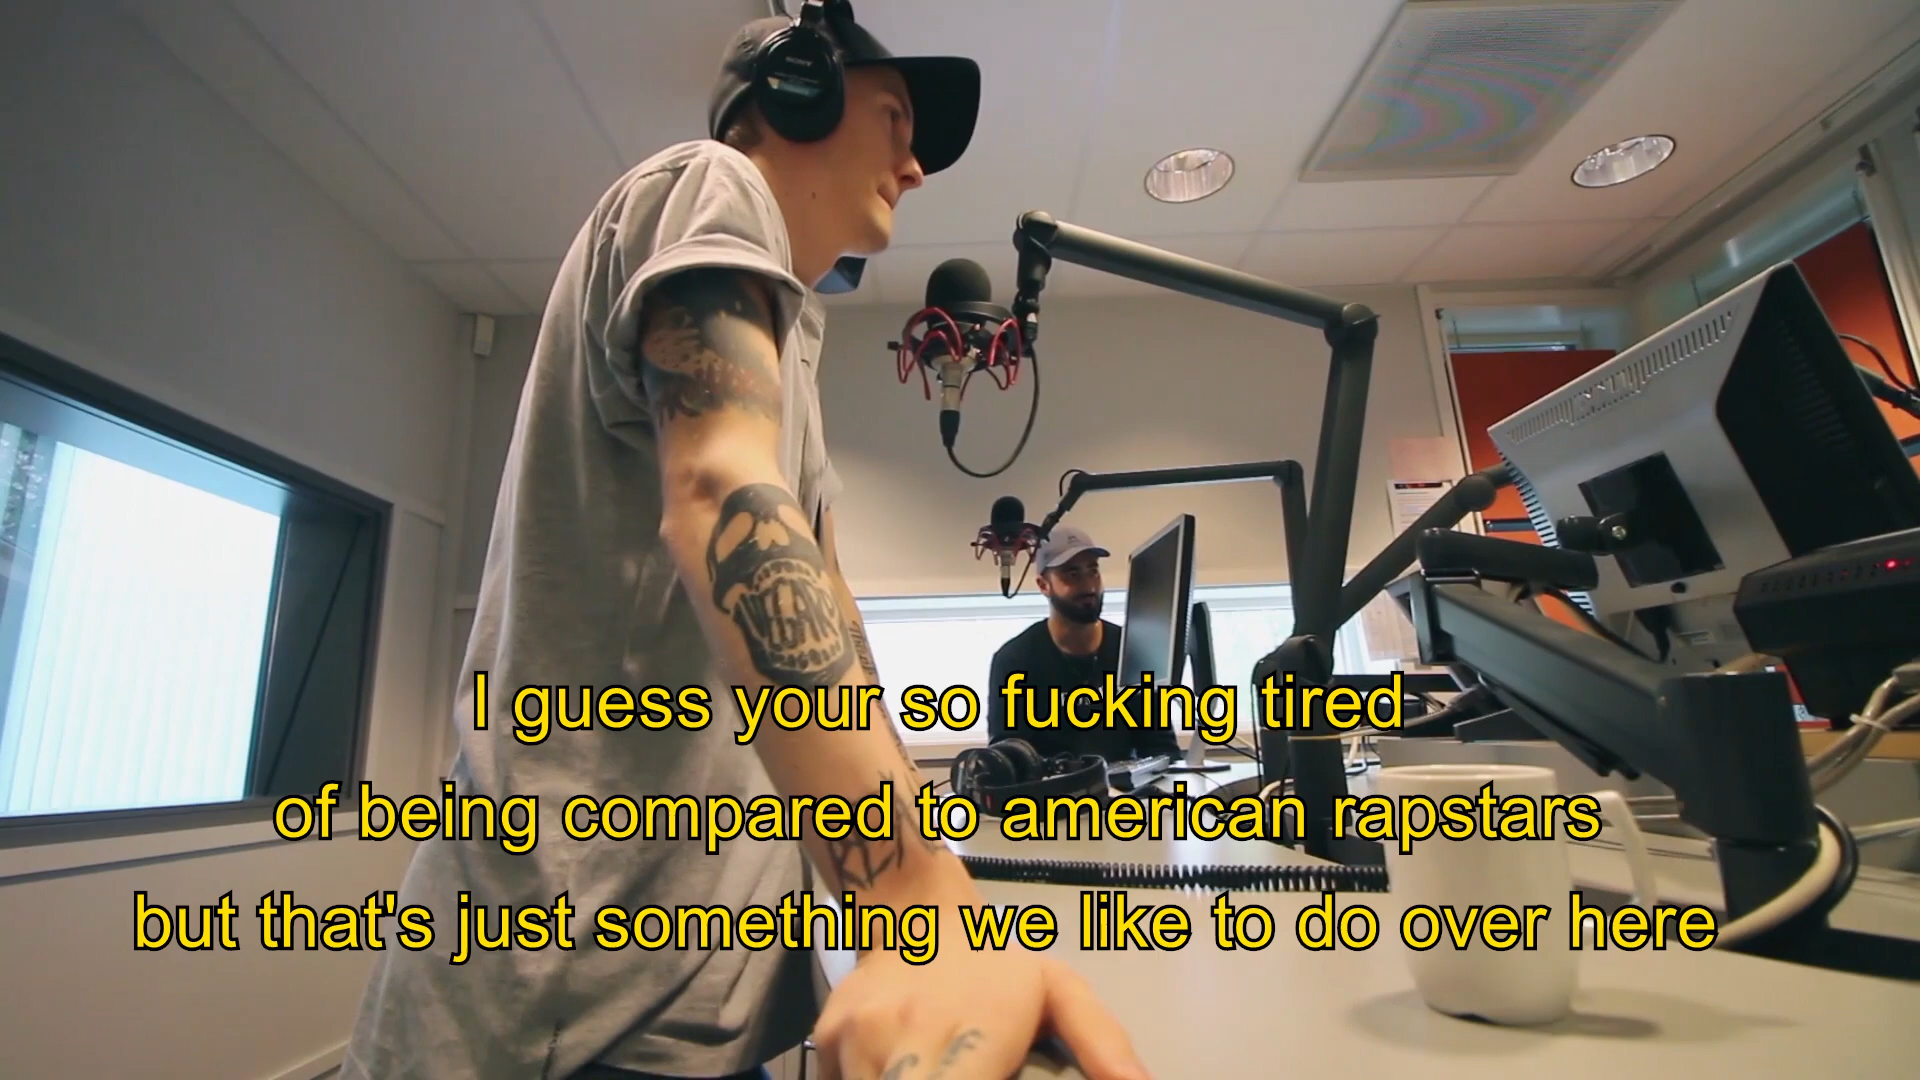 SONY
I guess your so fucking tired
of being compared to american rapstars
but that's just something we like to do over here